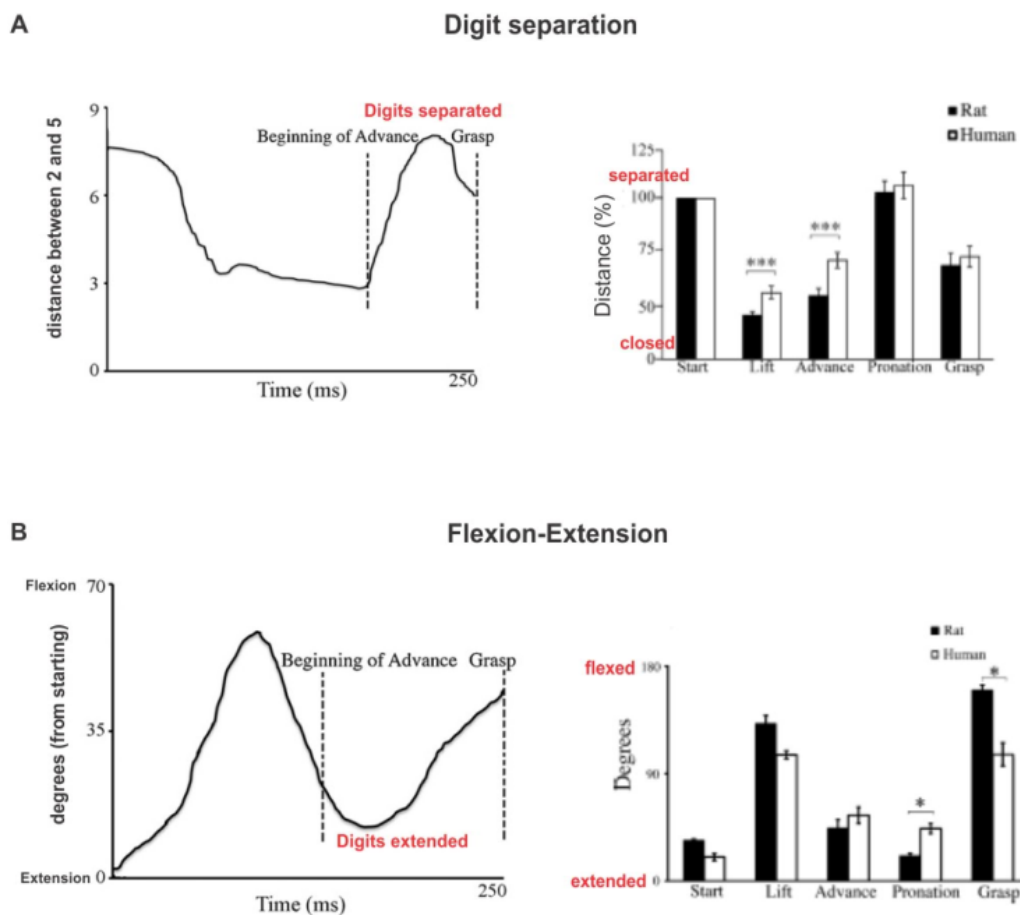 A
Digit separation
distance between 2 and 5
9
6
3
0
Digits separated
Beginning of Advance
Grasp
Time (ms)
250
Rat
Human
Distance (%)
125
separated
100
75
50
closed
0
***
***
Start
Lift
Advance
Pronation
Grasp
B
Flexion-Extension
Flexion
70
degrees (from starting)
35
Extension
0
Beginning of Advance
Grasp
Digits extended
Time (ms)
250
Rat
Human
Degrees
flexed
180
90
extended
0
*
*
Start
Lift
Advance
Pronation
Grasp